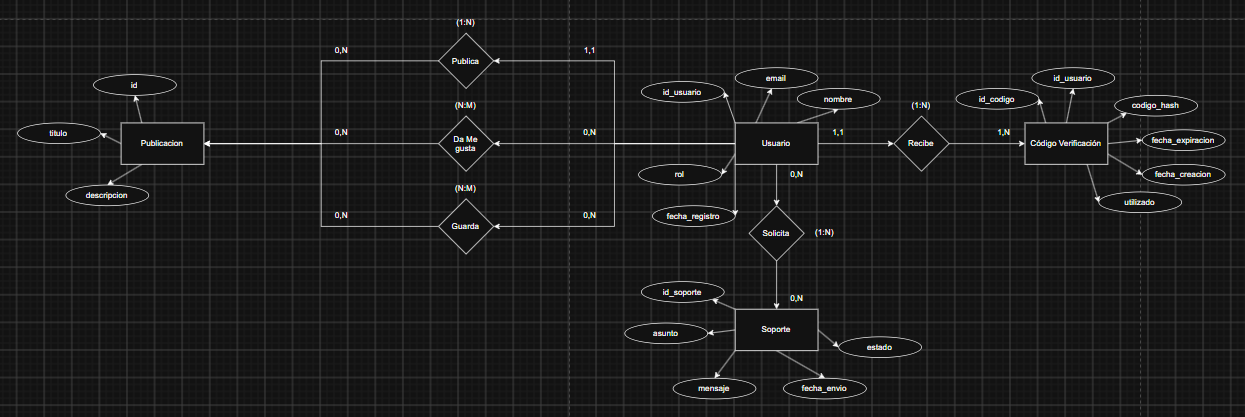 (1:N)
0,N
1,1
Publica
id
email
id_usuario
nombre
id_usuario
id_codigo
codigo_hash
(N:M)
(1:N)
titulo
Publicacion
0,N
Da Me
gusta
0,N
Usuario
1,1
Recibe
1,N
Código Verificación
fecha_expiracion
rol
0,N
fecha_creacion
descripcion
(N:M)
utilizado
0,N
Guarda
0,N
fecha_registro
Solicita
(1:N)
id_soporte
0,N
asunto
Soporte
estado
mensaje
fecha_envio